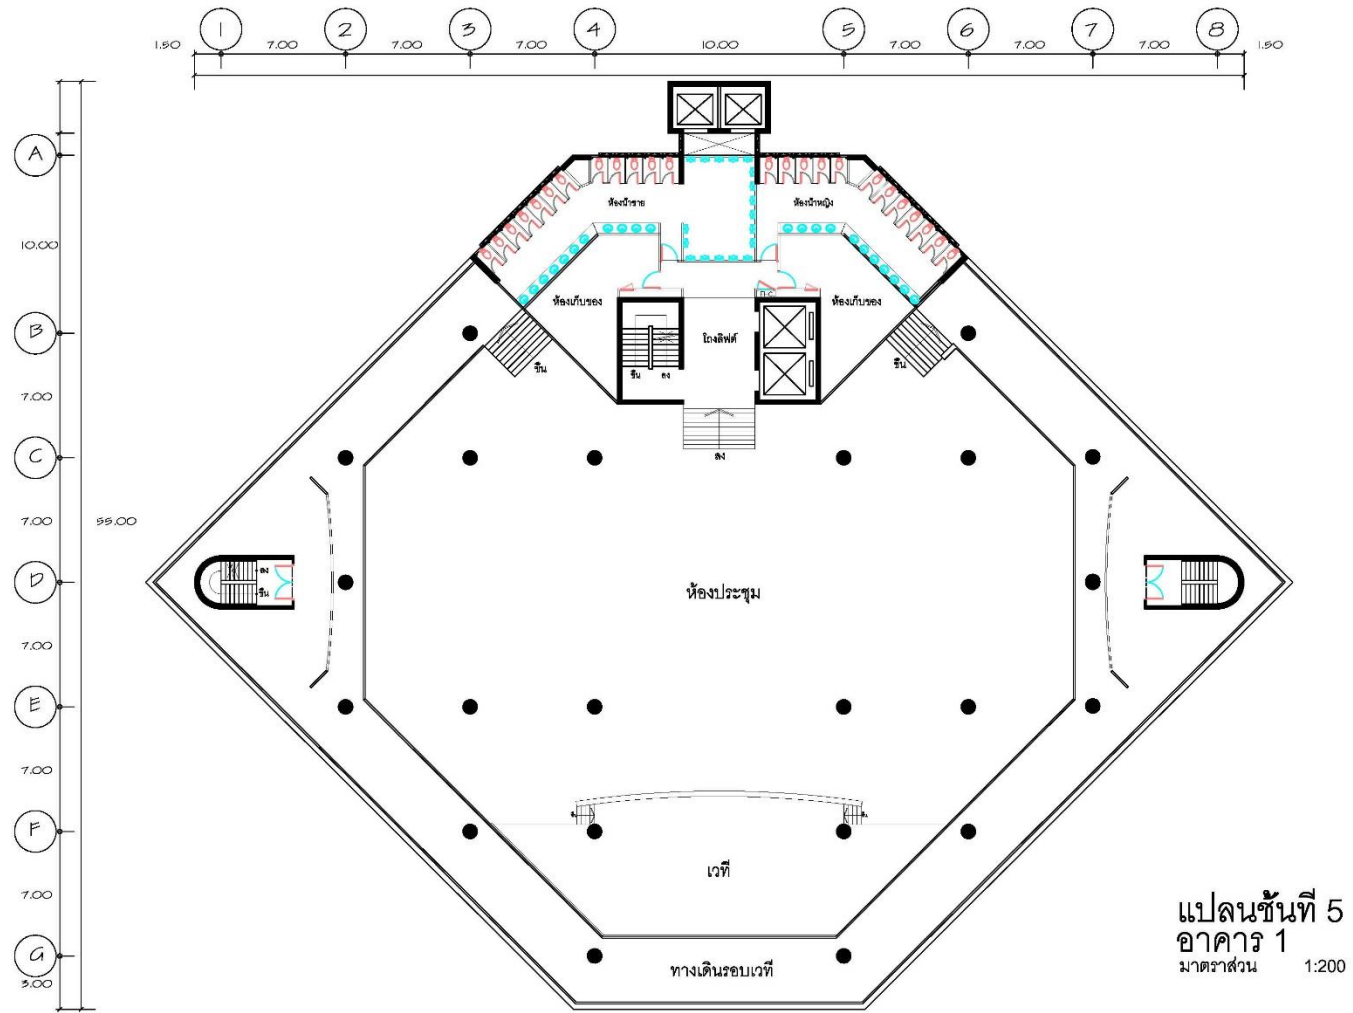 1 2 3 4 5 6 7 8
1.50 7.00 7.00 7.00 10.00 7.00 7.00 7.00 1.50
A
ห้องน้ำชาย ห้องน้ำหญิง
10.00
ห้องเก็บของ ห้องเก็บของ
B
โถงลิฟต์
ขึ้น ขึ้น ลง ขึ้น
7.00
C
ลง
7.00 55.00
D
ลง
ขึ้น
ห้องประชุม
7.00
E
7.00
F
เวที
7.00
G
ทางเดินรอบเวที
3.00
แปลนชั้นที่ 5
อาคาร 1
มาตราส่วน 1:200